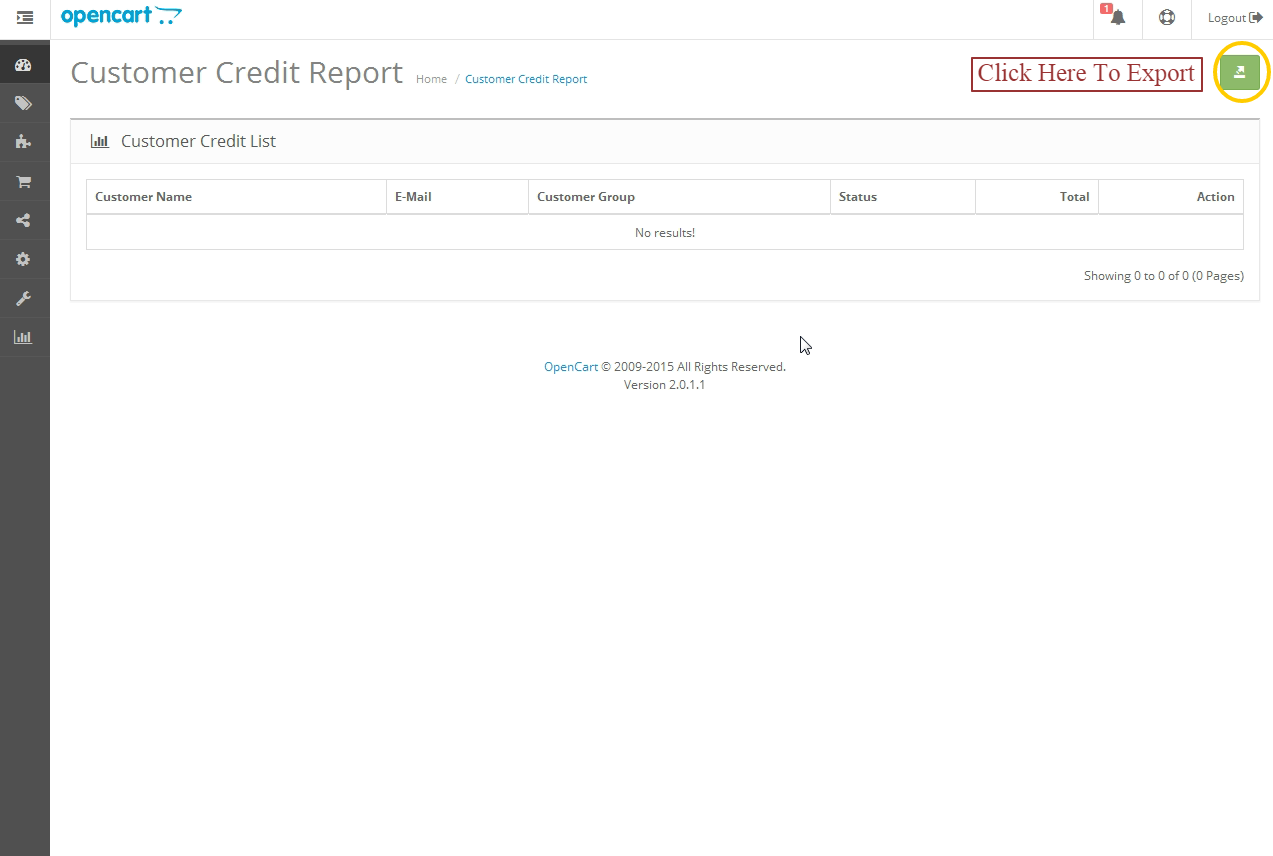 opencart
1
Logout
Customer Credit Report
Home / Customer Credit Report
Click Here To Export
Customer Credit List
Customer Name E-Mail Customer Group Status Total Action
No results!
Showing 0 to 0 of 0 (0 Pages)
OpenCart © 2009-2015 All Rights Reserved.
Version 2.0.1.1